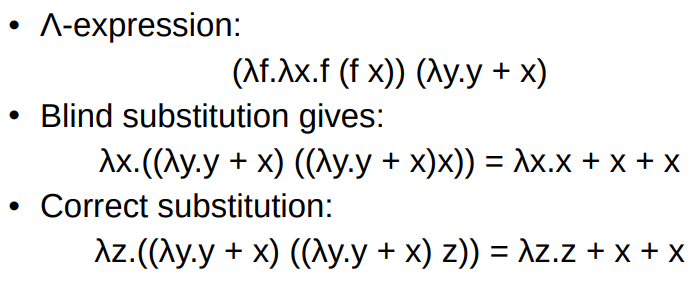 • Λ-expression:
(λf.λx.f (f x)) (λy.y + x)
• Blind substitution gives:
λx.((λy.y + x) ((λy.y + x)x)) = λx.x + x + x
• Correct substitution:
λz.((λy.y + x) ((λy.y + x) z)) = λz.z + x + x